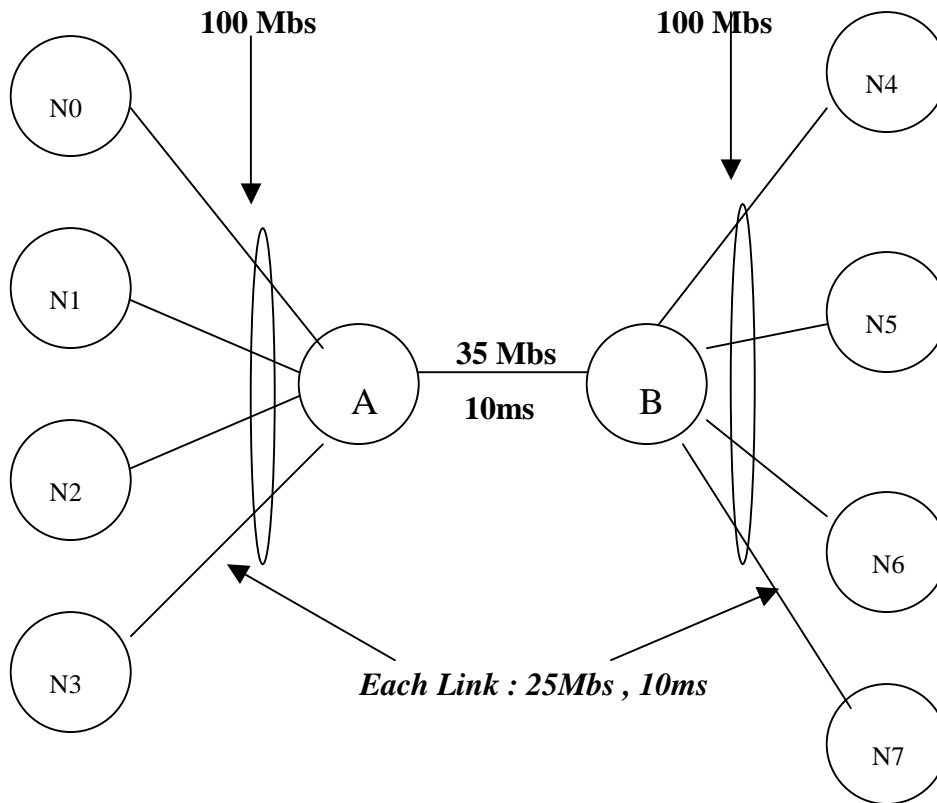 100 Mbs
100 Mbs
N0
N4
N1
N5
35 Mbs
A
B
10ms
N2
N6
N3
Each Link : 25Mbs , 10ms
N7